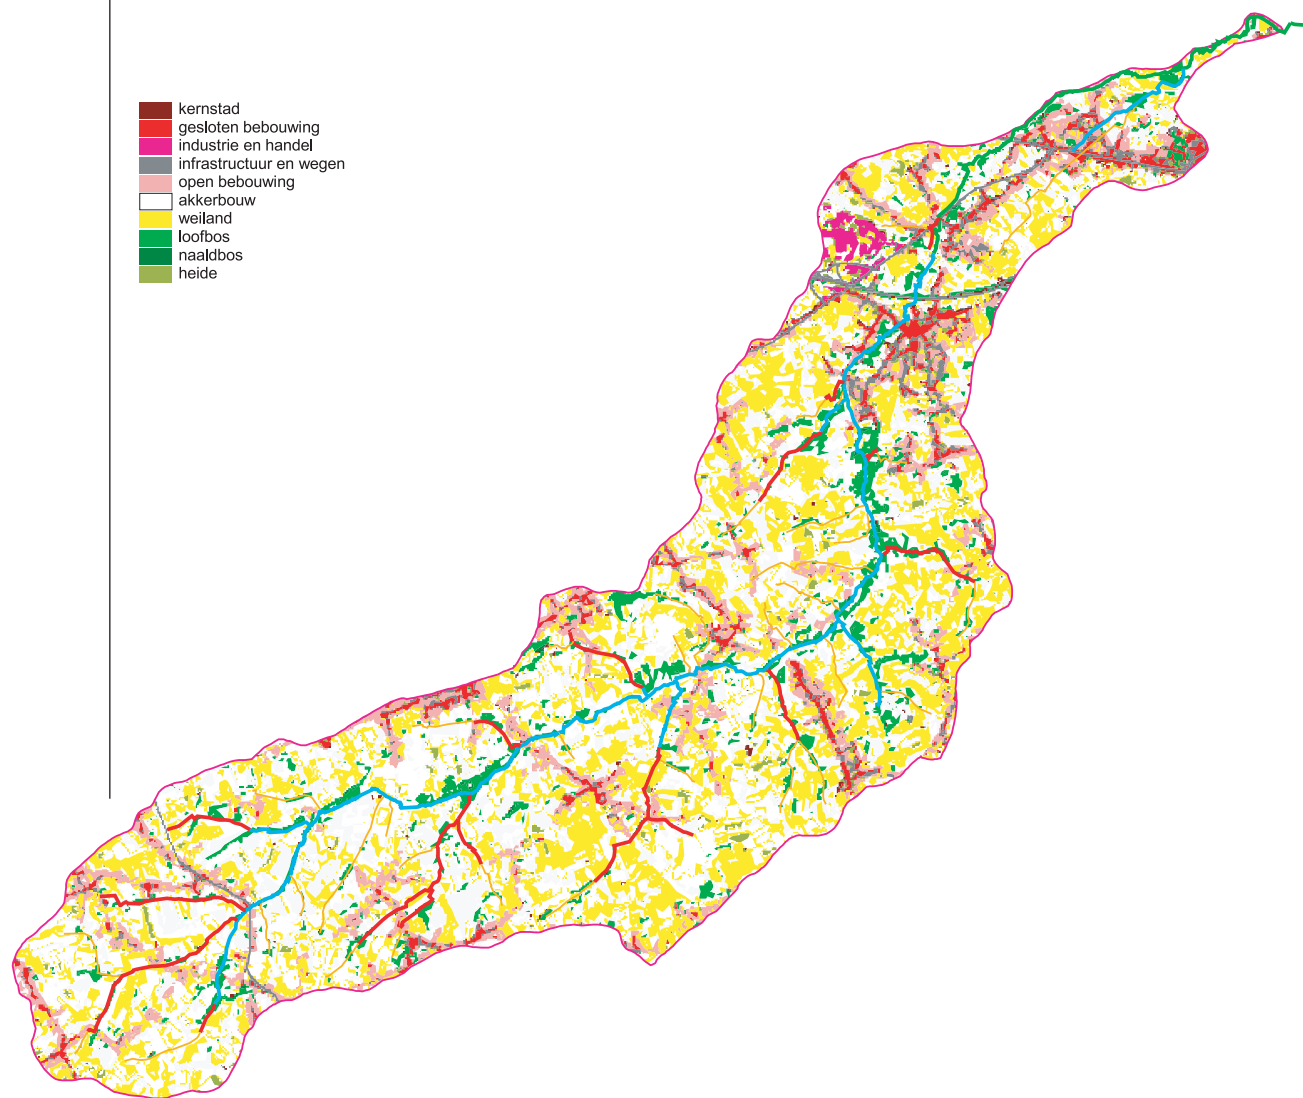 kernstad
gesloten bebouwing
industrie en handel
infrastructuur en wegen
open bebouwing
akkerbouw
weiland
loofbos
naaldbos
heide